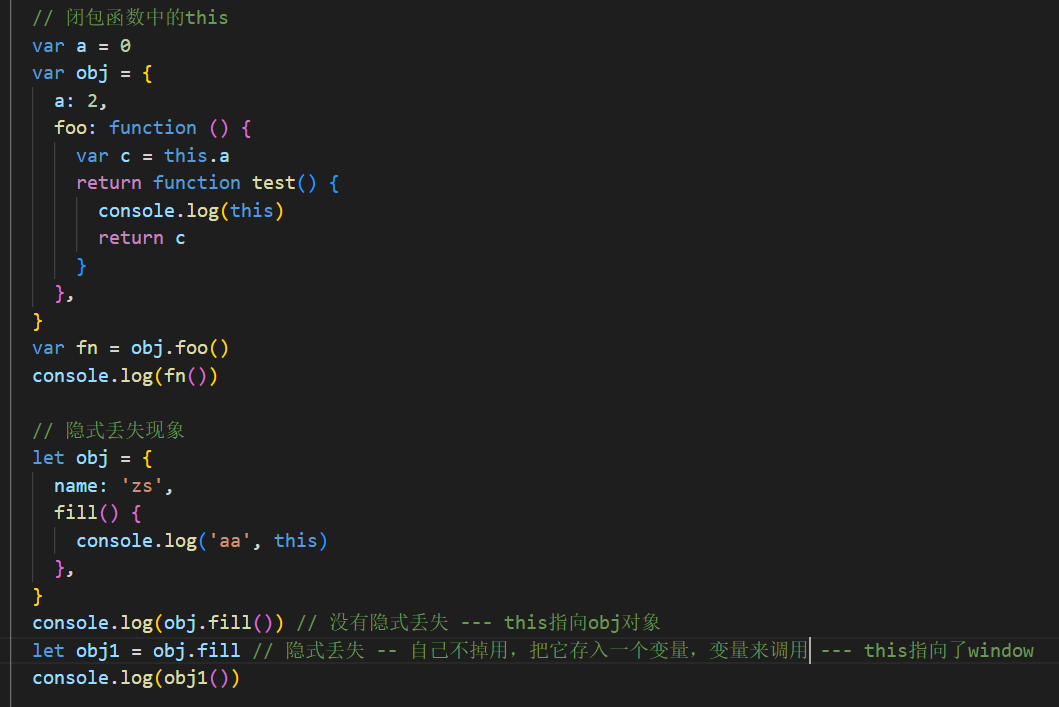 // 闭包函数中的this
var a = 0
var obj = {
  a: 2,
  foo: function () {
    var c = this.a
    return function test() {
      console.log(this)
      return c
    }
  },
}
var fn = obj.foo()
console.log(fn())

// 隐式丢失现象
let obj = {
  name: 'zs',
  fill() {
    console.log('aa', this)
  },
}
console.log(obj.fill()) // 没有隐式丢失 --- this指向obj对象
let obj1 = obj.fill // 隐式丢失 -- 自己不掉用，把它存入一个变量，变量来调用 --- this指向了window
console.log(obj1())